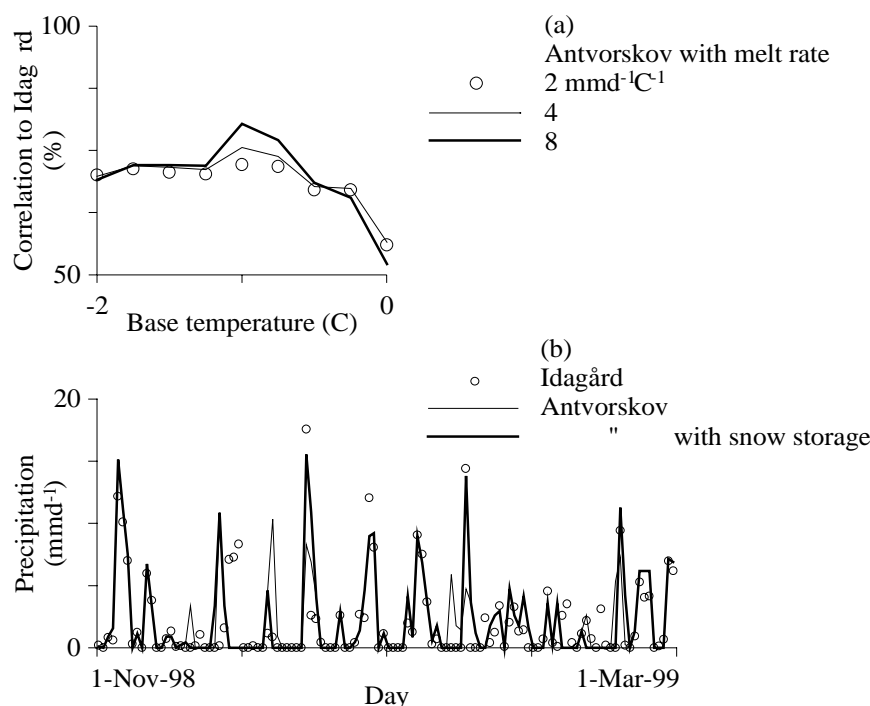 100
Correlation to Idag rd
(%)
50
-2
0
Base temperature (C)
(a)
Antvorskov with melt rate
2 mmd-1C-1
4
8
(b)
Idagård
Antvorskov
" with snow storage
20
Precipitation
(mmd-1)
0
1-Nov-98
Day
1-Mar-99